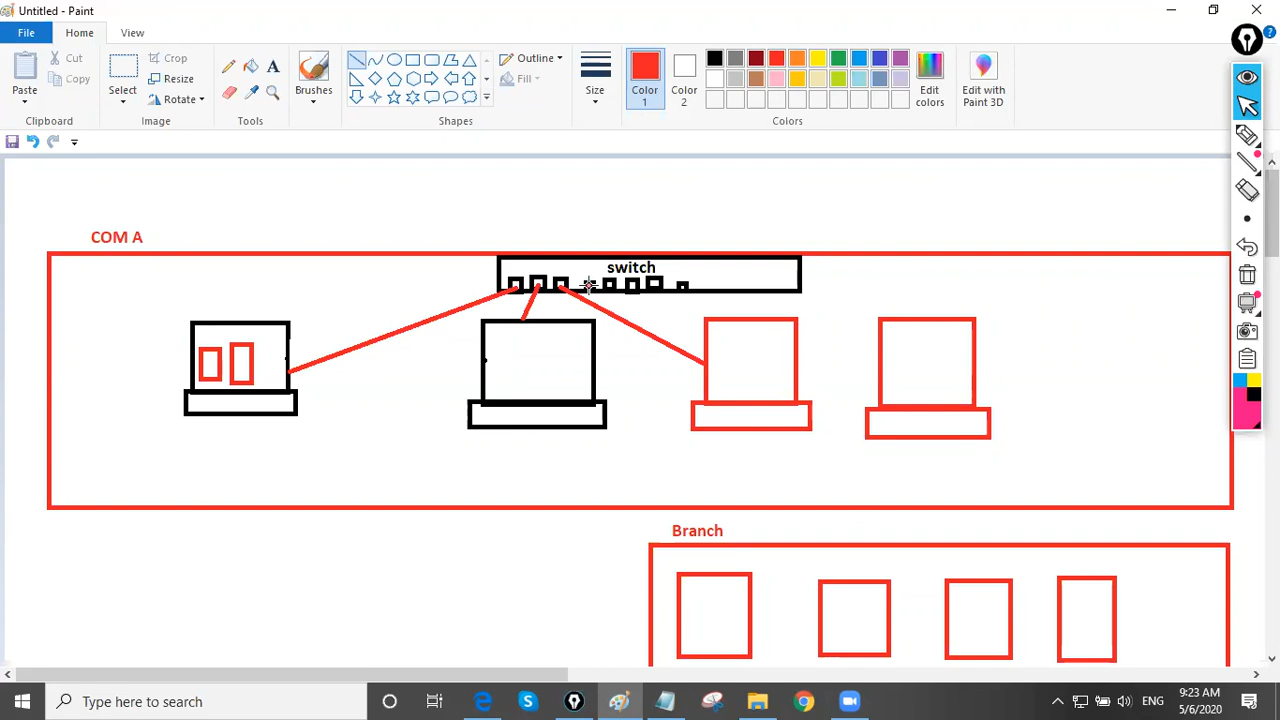 Untitled - Paint
File
Home
View
Paste
Cut
Copy
Clipboard
Select
Crop
Resize
Rotate
Image
Tools
Brushes
Shapes
Outline
Fill
Size
Color 1
Color 2
Edit colors
Edit with Paint 3D
Colors
COM A
switch
Branch
Type here to search
ENG
9:23 AM
5/6/2020